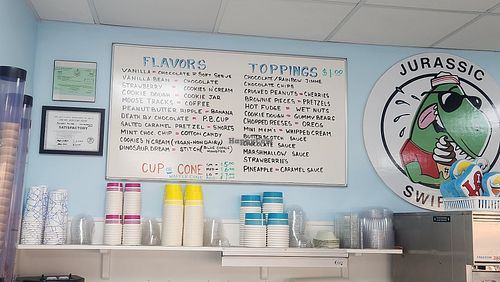 FLAVORS
VANILLA - CHOCOLATE - SOFT SERVE
VANILLA BEAN - CHOCOLATE
STRAWBERRY - COOKIES N' CREAM
COOKIE DOUGH - COOKIE JAR
MOOSE TRACKS - COFFEE
PEANUT BUTTER RIPPLE - BANANA
DEATH BY CHOCOLATE - P.B. CUP
SALTED CARAMEL PRETZEL - S'MORES
MINT CHOC. CHIP - COTTON CANDY
COOKIES N' CREAM (VEGAN-NON DAIRY)
DINOSAUR DREAM - STITCH
CUP OR CONE
TOPPINGS $1.00
CHOCOLATE/RAINBOW JIMMIE
CHOCOLATE CHIPS
CRUSHED PEANUTS - CHERRIES
BROWNIE PIECES - PRETZELS
HOT FUDGE - WET NUTS
COOKIE DOUGH - GUMMY BEARS
CHOPPED REESES - OREOS
MINI M&M'S - WHIPPED CREAM
BUTTERSCOTCH SAUCE
SAUCE
MARSHMALLOW SAUCE
STRAWBERRIES
PINEAPPLE - CARAMEL SAUCE
JURASSIC
SATISFACTORY